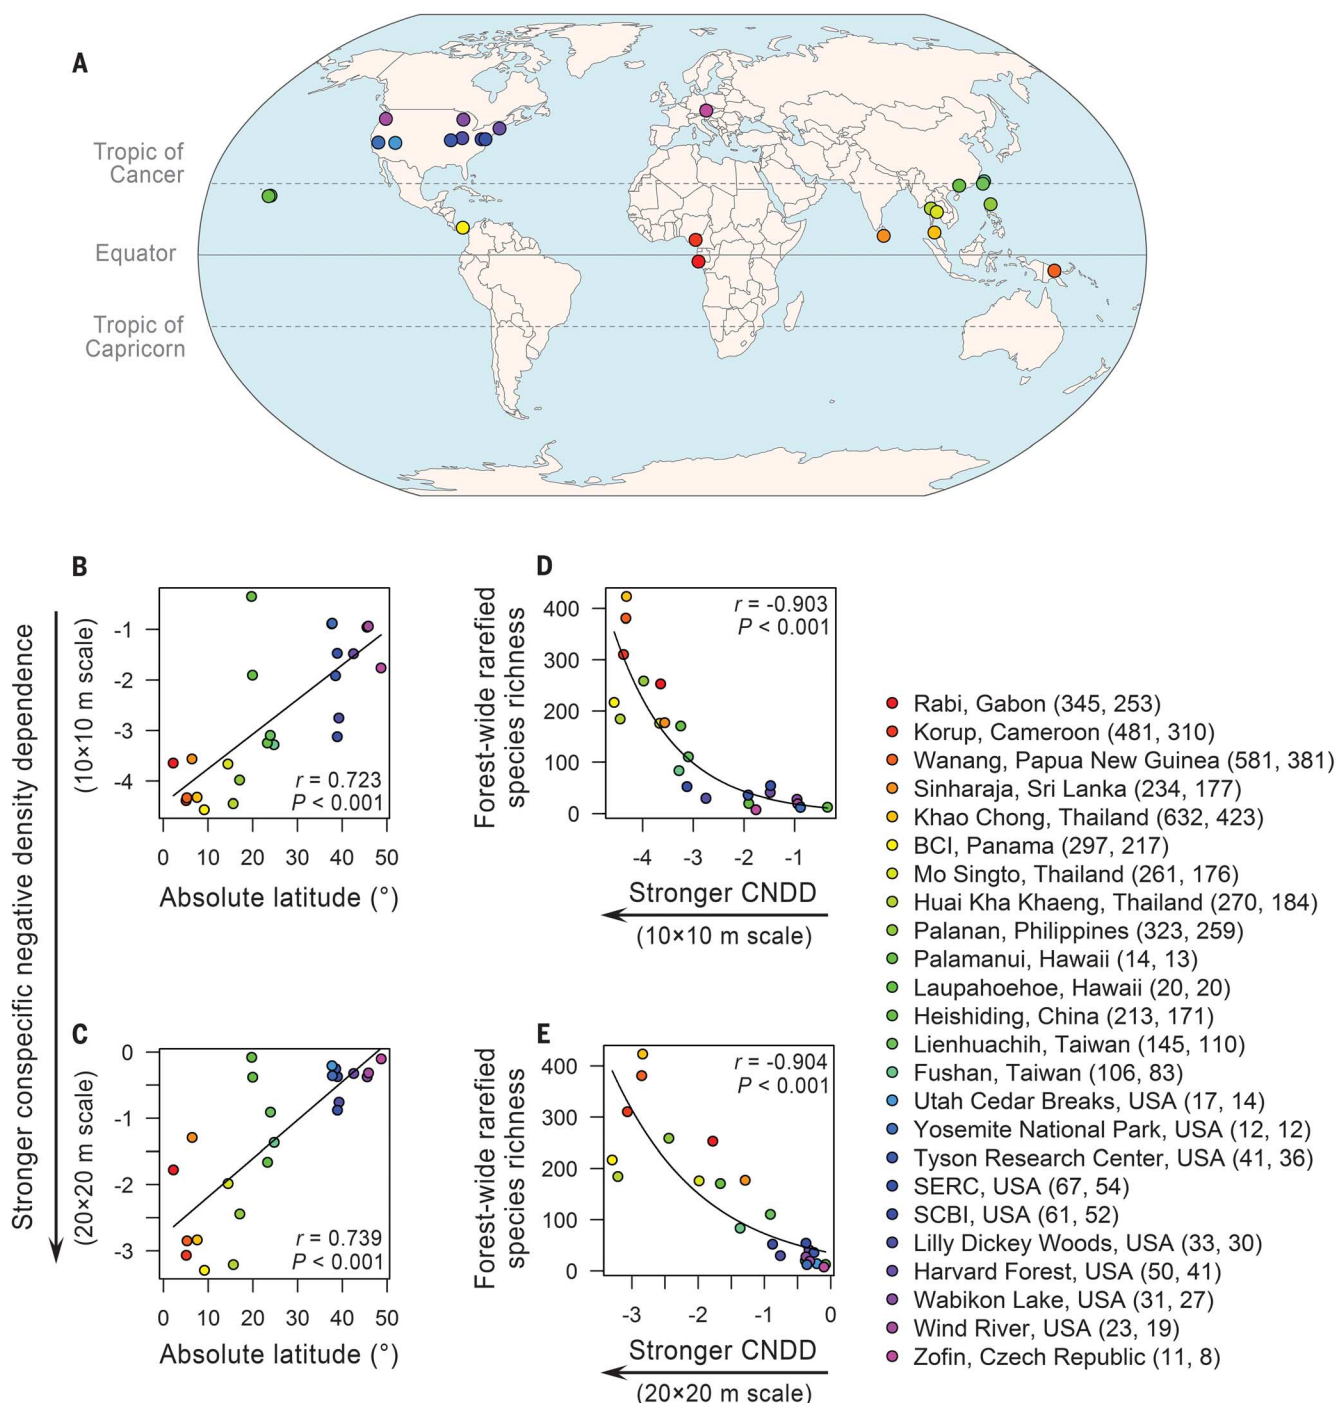 A
Tropic of
Cancer
Equator
Tropic of
Capricorn
Stronger conspecific negative density dependence
B
(10×10 m scale)
-1
-2
-3
-4
r = 0.723
P < 0.001
0 10 20 30 40 50
Absolute latitude (°)
C
(20×20 m scale)
0
-1
-2
-3
r = 0.739
P < 0.001
0 10 20 30 40 50
Absolute latitude (°)
D
Forest-wide rarefied
species richness
400
300
200
100
0
r = -0.903
P < 0.001
-4 -3 -2 -1
Stronger CNDD
(10×10 m scale)
E
Forest-wide rarefied
species richness
400
300
200
100
0
r = -0.904
P < 0.001
-3 -2 -1 0
Stronger CNDD
(20×20 m scale)
Rabi, Gabon (345, 253)
Korup, Cameroon (481, 310)
Wanang, Papua New Guinea (581, 381)
Sinharaja, Sri Lanka (234, 177)
Khao Chong, Thailand (632, 423)
BCI, Panama (297, 217)
Mo Singto, Thailand (261, 176)
Huai Kha Khaeng, Thailand (270, 184)
Palanan, Philippines (323, 259)
Palamanui, Hawaii (14, 13)
Laupahoehoe, Hawaii (20, 20)
Heishiding, China (213, 171)
Lienhuachih, Taiwan (145, 110)
Fushan, Taiwan (106, 83)
Utah Cedar Breaks, USA (17, 14)
Yosemite National Park, USA (12, 12)
Tyson Research Center, USA (41, 36)
SERC, USA (67, 54)
SCBI, USA (61, 52)
Lilly Dickey Woods, USA (33, 30)
Harvard Forest, USA (50, 41)
Wabikon Lake, USA (31, 27)
Wind River, USA (23, 19)
Zofin, Czech Republic (11, 8)